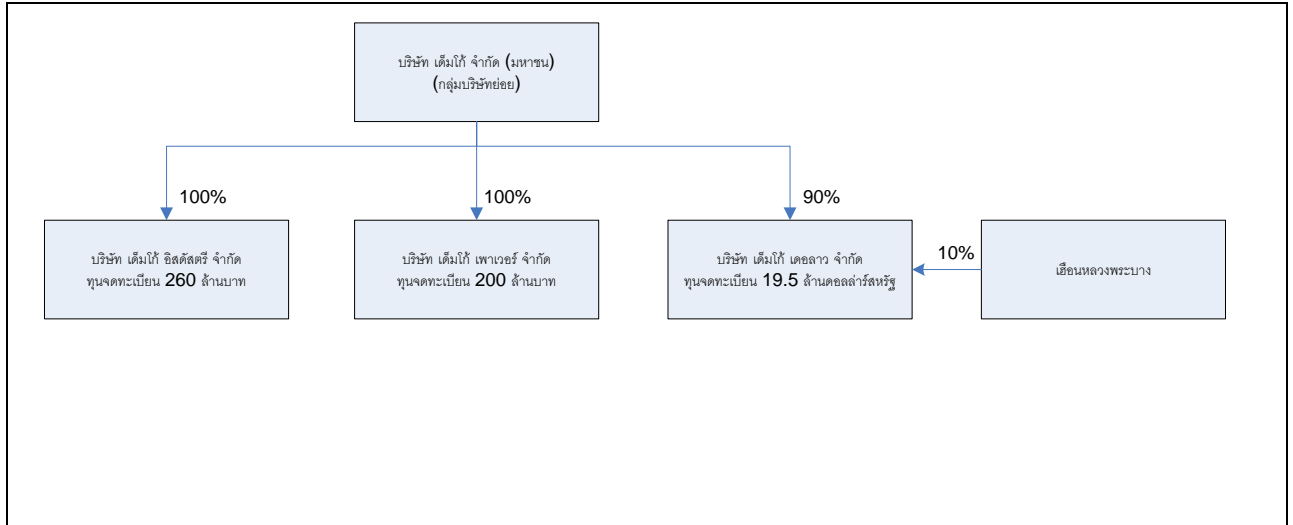 บริษัท เด็มโก้ จำกัด (มหาชน)
(กลุ่มบริษัทย่อย)
100%
100%
90%
บริษัท เด็มโก้ อิสดัสตรี จำกัด
ทุนจดทะเบียน 260 ล้านบาท
บริษัท เด็มโก้ เพาเวอร์ จำกัด
ทุนจดทะเบียน 200 ล้านบาท
บริษัท เด็มโก้ เดอลาว จำกัด
ทุนจดทะเบียน 19.5 ล้านดอลล่าร์สหรัฐ
10%
เฮือนหลวงพระบาง